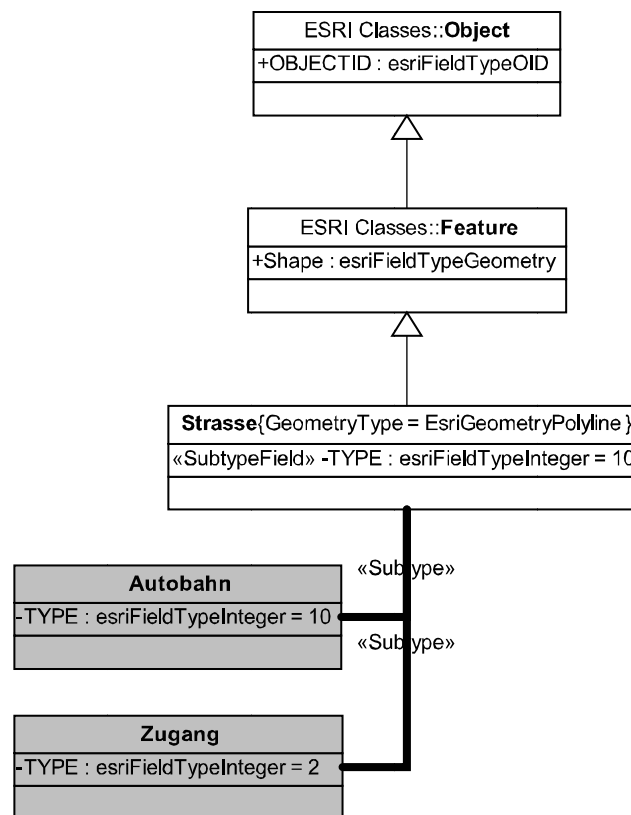 ESRI Classes::Object
+OBJECTID : esriFieldTypeOID
ESRI Classes::Feature
+Shape : esriFieldTypeGeometry
Strasse{GeometryType = EsriGeometryPolyline }
«SubtypeField» -TYPE : esriFieldTypeInteger = 10
«Subtype»
Autobahn
-TYPE : esriFieldTypeInteger = 10
«Subtype»
Zugang
-TYPE : esriFieldTypeInteger = 2